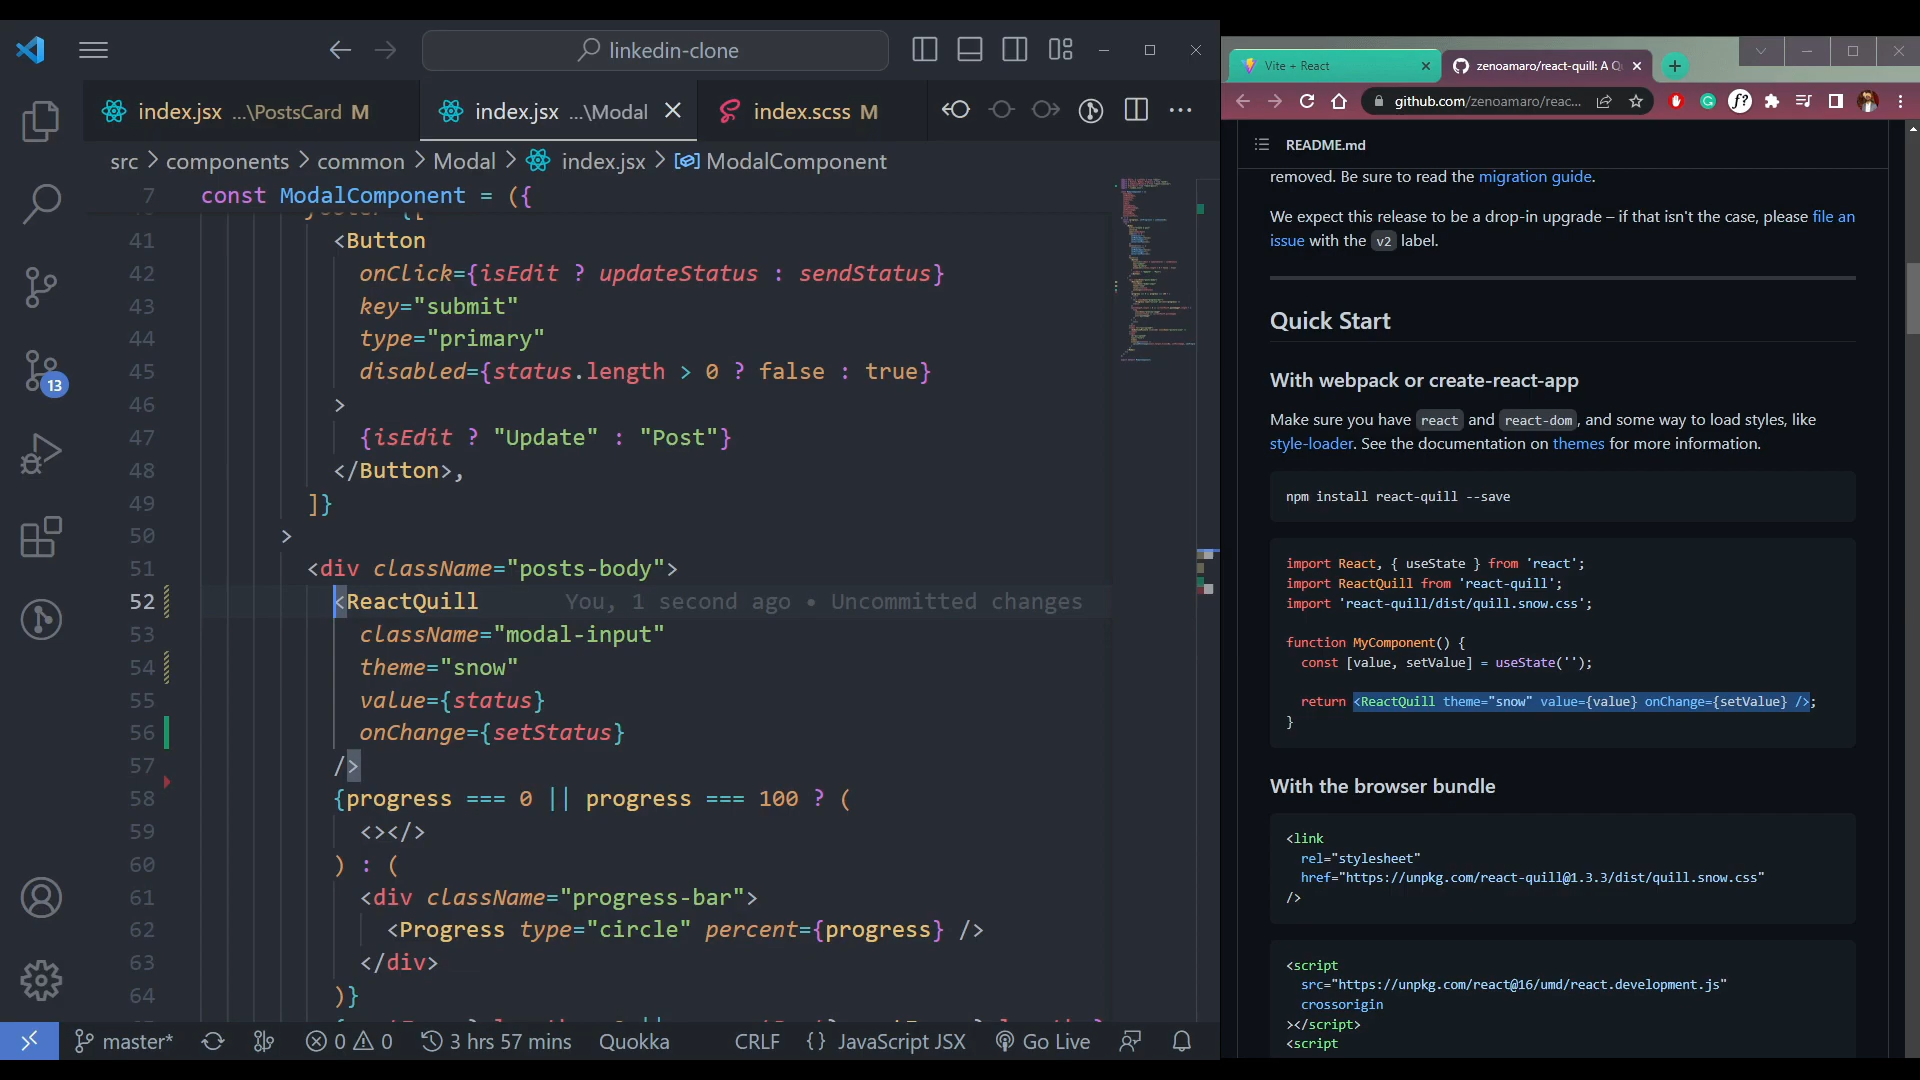 linkedin-clone
index.jsx ...\PostsCard M
index.jsx ...\Modal
index.scss M
src > components > common > Modal > index.jsx > ModalComponent
7 const ModalComponent = ({
41 <Button
42 onClick={isEdit ? updateStatus : sendStatus}
43 key="submit"
44 type="primary"
45 disabled={status.length > 0 ? false : true}
46 >
47 {isEdit ? "Update" : "Post"}
48 </Button>,
49 ]}
50 >
51 <div className="posts-body">
52 <ReactQuill You, 1 second ago • Uncommitted changes
53 className="modal-input"
54 theme="snow"
55 value={status}
56 onChange={setStatus}
57 />
58 {progress === 0 || progress === 100 ? (
59 <></>
60 ) : (
61 <div className="progress-bar">
62 <Progress type="circle" percent={progress} />
63 </div>
64 )}
13
master* 0 0 3 hrs 57 mins Quokka CRLF {} JavaScript JSX Go Live
Vite + React
zenoamaro/react-quill: A Q
github.com/zenoamaro/reac...
README.md
removed. Be sure to read the migration guide.
We expect this release to be a drop-in upgrade – if that isn't the case, please file an
issue with the v2 label.
Quick Start
With webpack or create-react-app
Make sure you have react and react-dom, and some way to load styles, like
style-loader. See the documentation on themes for more information.
npm install react-quill --save
import React, { useState } from 'react';
import ReactQuill from 'react-quill';
import 'react-quill/dist/quill.snow.css';
function MyComponent() {
const [value, setValue] = useState('');
return <ReactQuill theme="snow" value={value} onChange={setValue} />;
}
With the browser bundle
<link
rel="stylesheet"
href="https://unpkg.com/react-quill@1.3.3/dist/quill.snow.css"
/>
<script
src="https://unpkg.com/react@16/umd/react.development.js"
crossorigin
></script>
<script